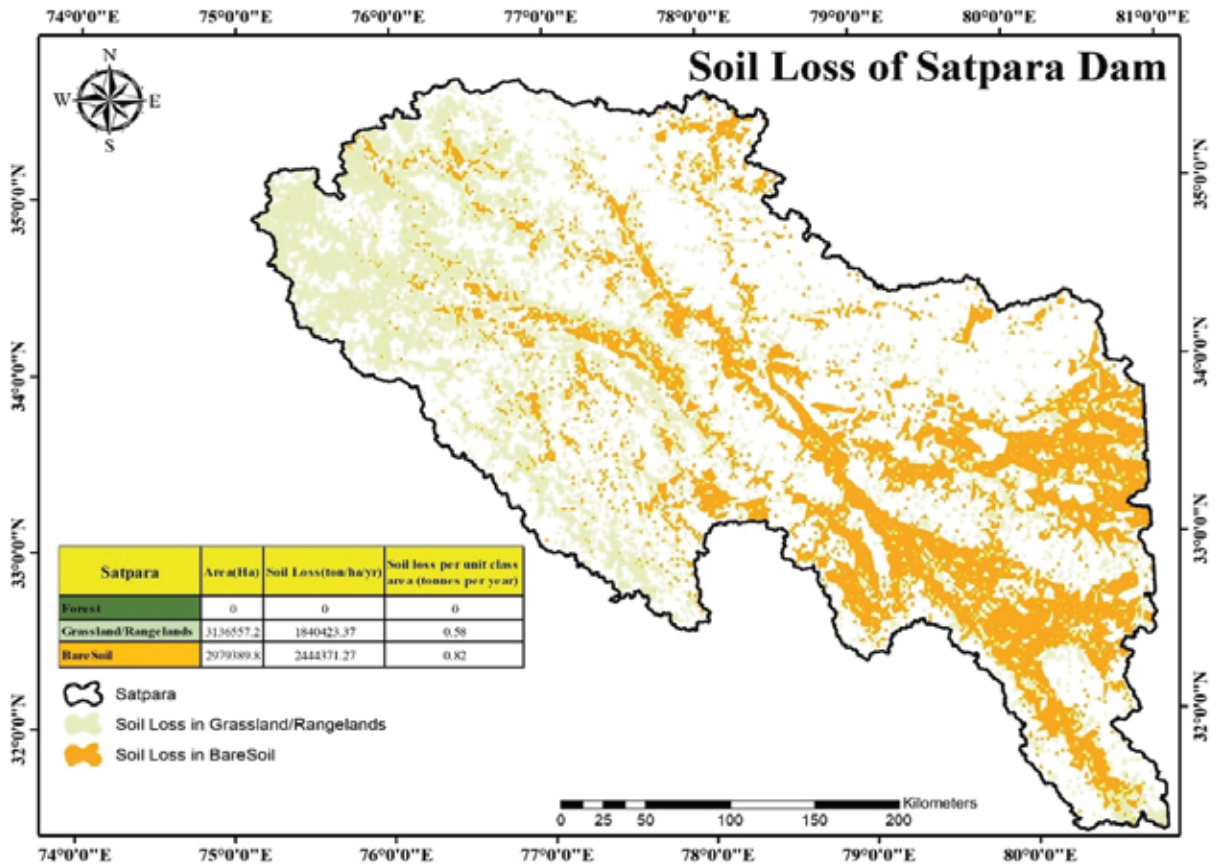 74°0'0"E 75°0'0"E 76°0'0"E 77°0'0"E 78°0'0"E 79°0'0"E 80°0'0"E 81°0'0"E
Soil Loss of Satpara Dam
N
W E
S
35°0'0"N
34°0'0"N
33°0'0"N
32°0'0"N
35°0'0"N
34°0'0"N
33°0'0"N
32°0'0"N
Satpara Area(Ha) Soil Loss(ton/ha/yr) Soil loss per unit class
area (tonnes per year)
Forest 0 0 0
Grassland/Rangelands 3136557.2 1840423.37 0.58
BareSoil 2979389.8 2444371.27 0.82
Satpara
Soil Loss in Grassland/Rangelands
Soil Loss in BareSoil
Kilometers
0 25 50 100 150 200
74°0'0"E 75°0'0"E 76°0'0"E 77°0'0"E 78°0'0"E 79°0'0"E 80°0'0"E